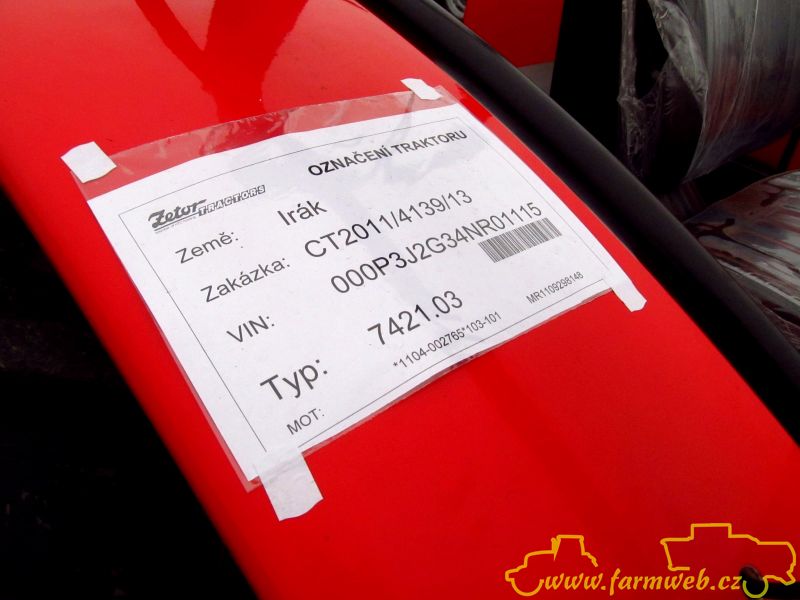 OZNAČENÍ TRAKTORU
Zetor TRACTORS
Země: Irák
Zakázka: CT2011/4139/13
VIN: 000P3J2G34NR01115
Typ: 7421.03
MR1109298148
MOT: *1104-002765*103-101
www.farmweb.cz